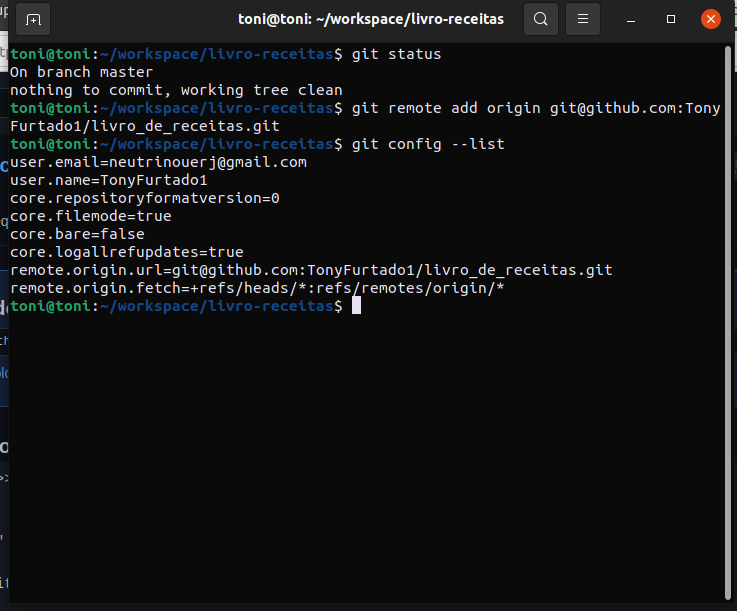 toni@toni: ~/workspace/livro-receitas
toni@toni:~/workspace/livro-receitas$ git status
On branch master
nothing to commit, working tree clean
toni@toni:~/workspace/livro-receitas$ git remote add origin git@github.com:Tony
Furtado1/livro_de_receitas.git
toni@toni:~/workspace/livro-receitas$ git config --list
user.email=neutrinouerj@gmail.com
user.name=TonyFurtado1
core.repositoryformatversion=0
core.filemode=true
core.bare=false
core.logallrefupdates=true
remote.origin.url=git@github.com:TonyFurtado1/livro_de_receitas.git
remote.origin.fetch=+refs/heads/*:refs/remotes/origin/*
toni@toni:~/workspace/livro-receitas$